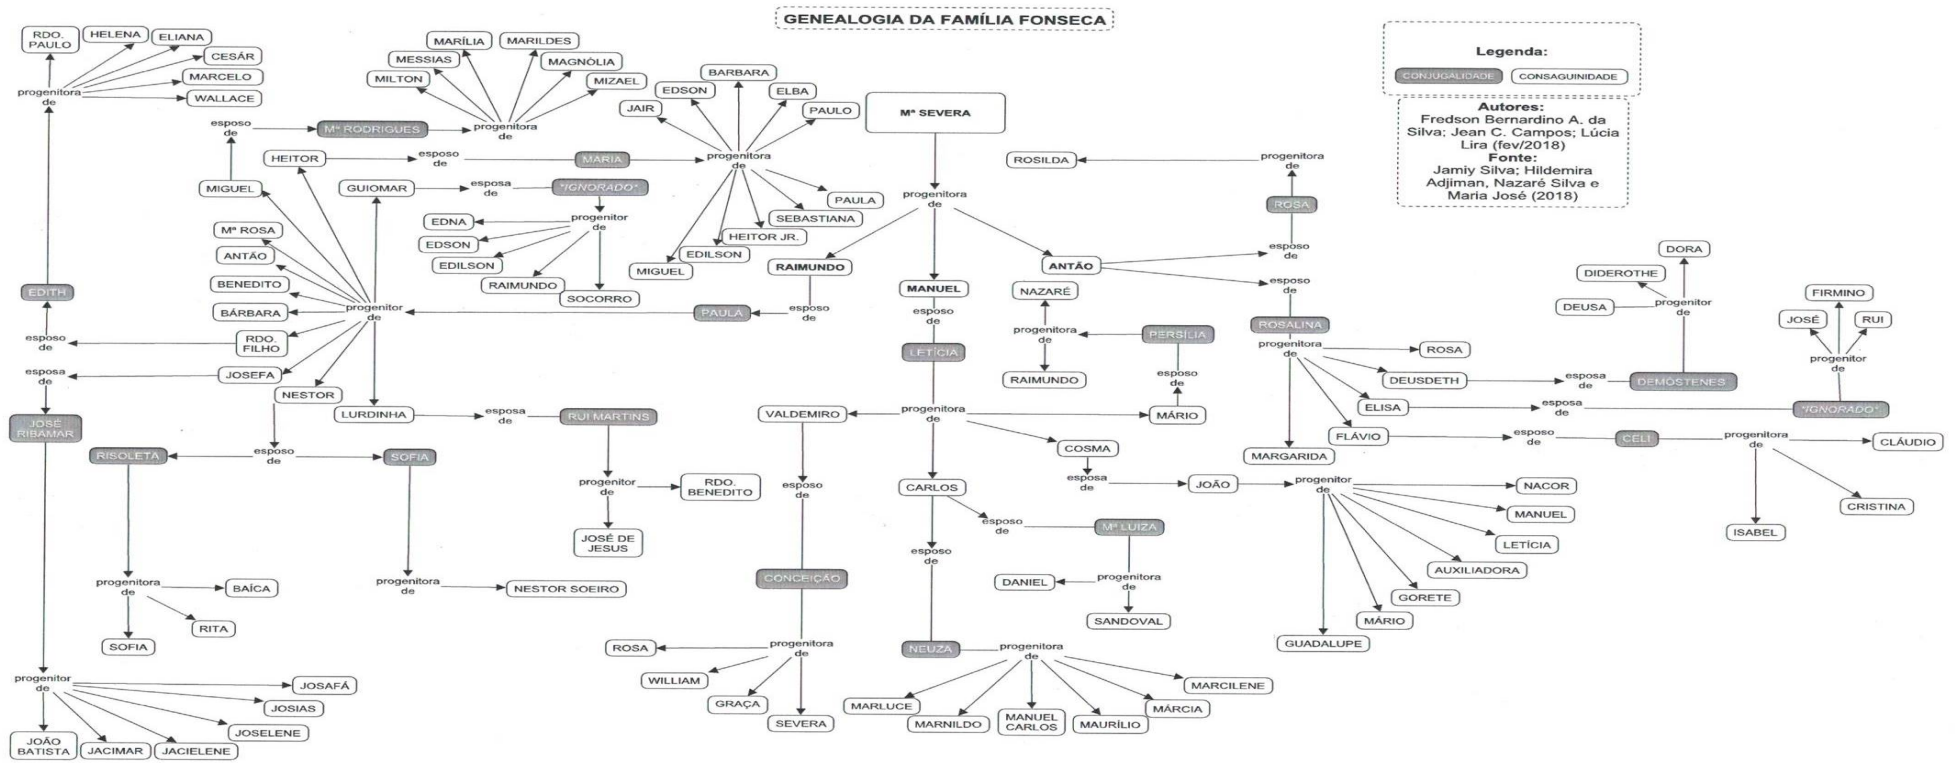 GENEALOGIA DA FAMÍLIA FONSECA
Legenda:
CONJUGALIDADE
CONSAGUINIDADE
Autores:
Fredson Bernardino A. da
Silva; Jean C. Campos; Lúcia
Lira (fev/2018)
Fonte:
Jamiy Silva; Hildemira
Adjiman, Nazaré Silva e
Maria José (2018)
RDO.
PAULO
HELENA
ELIANA
CESÁR
MARCELO
WALLACE
progenitora
de
EDITH
esposo
de
MARÍLIA
MARILDES
MESSIAS
MAGNÓLIA
MILTON
MIZAEL
esposo
de
Mª RODRIGUES
progenitora
de
HEITOR
esposo
de
MARIA
progenitora
de
BARBARA
EDSON
ELBA
JAIR
PAULO
PAULA
SEBASTIANA
HEITOR JR.
EDILSON
MIGUEL
MIGUEL
GUIOMAR
esposa
de
*IGNORADO*
progenitor
de
EDNA
EDSON
EDILSON
RAIMUNDO
SOCORRO
Mª ROSA
ANTÃO
BENEDITO
BÁRBARA
RDO.
FILHO
JOSEFA
NESTOR
LURDINHA
progenitor
de
PAULA
esposo
de
Mª SEVERA
progenitora
de
RAIMUNDO
MANUEL
ANTÃO
esposo
de
LETÍCIA
progenitora
de
ROSILDA
progenitora
de
ROSA
esposo
de
esposo
de
ROSALINA
progenitora
de
NAZARÉ
progenitora
de
RAIMUNDO
PERSÍLIA
esposo
de
MÁRIO
VALDEMIRO
COSMA
CARLOS
DORA
DIDEROTHE
DEUSA
progenitor
de
FIRMINO
JOSÉ
RUI
progenitor
de
ROSA
DEUSDETH
esposa
de
DEMÓSTENES
ELISA
esposa
de
*IGNORADO*
FLÁVIO
esposo
de
CELI
progenitora
de
CLÁUDIO
CRISTINA
ISABEL
MARGARIDA
esposa
de
JOSÉ
RIBAMAR
RISOLETA
esposo
de
SOFIA
esposa
de
RUI MARTINS
progenitor
de
RDO.
BENEDITO
JOSÉ DE
JESUS
esposo
de
CONCEIÇÃO
progenitora
de
ROSA
WILLIAM
GRAÇA
SEVERA
esposa
de
JOÃO
progenitor
de
NACOR
MANUEL
LETÍCIA
AUXILIADORA
GORETE
MÁRIO
GUADALUPE
esposo
de
Mª LUIZA
progenitora
de
DANIEL
SANDOVAL
esposo
de
NEUZA
progenitora
de
MARCILENE
MÁRCIA
MARLUCE
MARNILDO
MANUEL
CARLOS
MAURÍLIO
progenitora
de
BAÍCA
RITA
SOFIA
progenitora
de
NESTOR SOEIRO
progenitor
de
JOSAFÁ
JOSIAS
JOSELENE
JOÃO
BATISTA
JACIMAR
JACIELENE